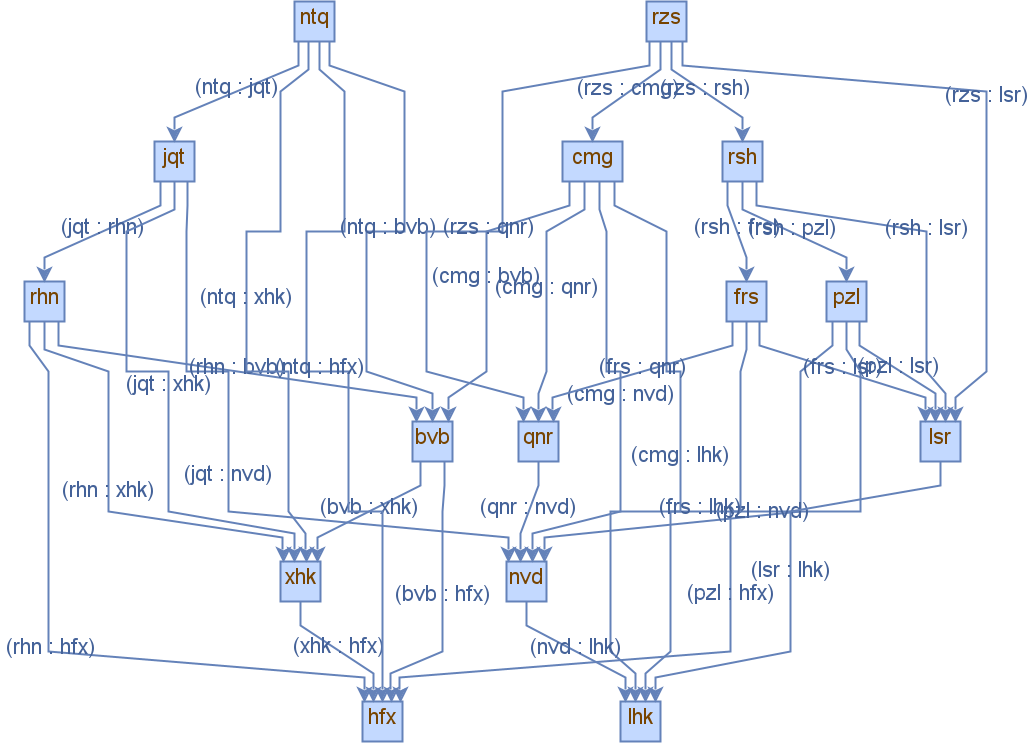 ntq
rzs
(ntq : jqt)
(rzs : cmg)
(rzs : rsh)
(rzs : lsr)
jqt
cmg
rsh
(jqt : rhn)
(ntq : bvb)
(rzs : qnr)
(rsh : frs)
(rsh : pzl)
(rsh : lsr)
(cmg : bvb)
(cmg : qnr)
rhn
(ntq : xhk)
frs
pzl
(rhn : bvb)
(ntq : hfx)
(frs : qnr)
(frs : lsr)
(pzl : lsr)
(jqt : xhk)
(cmg : nvd)
bvb
qnr
lsr
(cmg : lhk)
(jqt : nvd)
(rhn : xhk)
(bvb : xhk)
(qnr : nvd)
(frs : lhk)
(pzl : nvd)
xhk
nvd
(lsr : lhk)
(bvb : hfx)
(pzl : hfx)
(rhn : hfx)
(xhk : hfx)
(nvd : lhk)
hfx
lhk